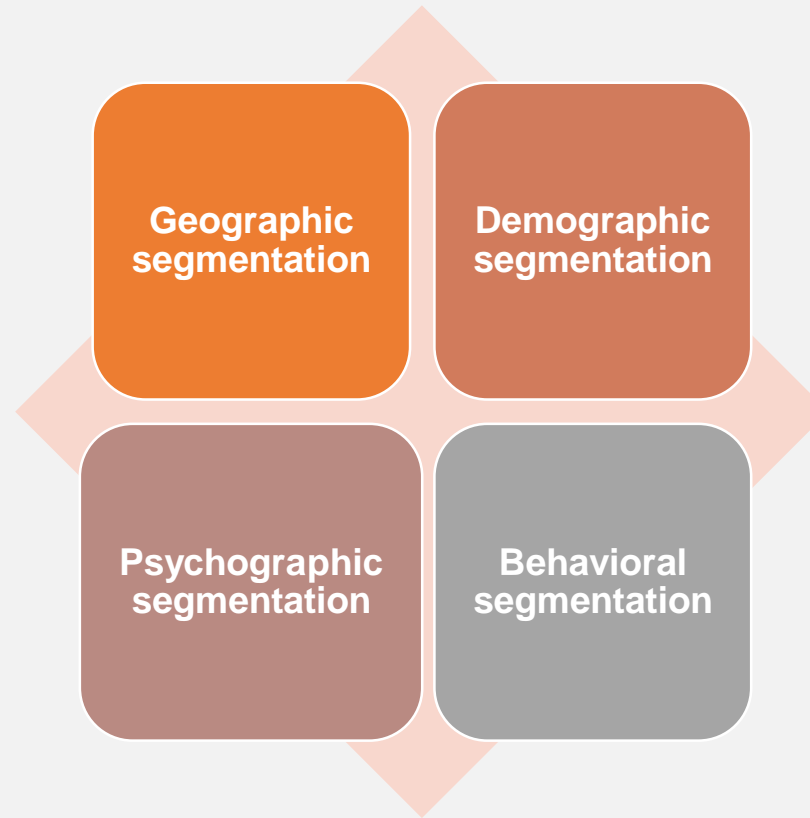 Geographic
segmentation
Demographic
segmentation
Psychographic
segmentation
Behavioral
segmentation